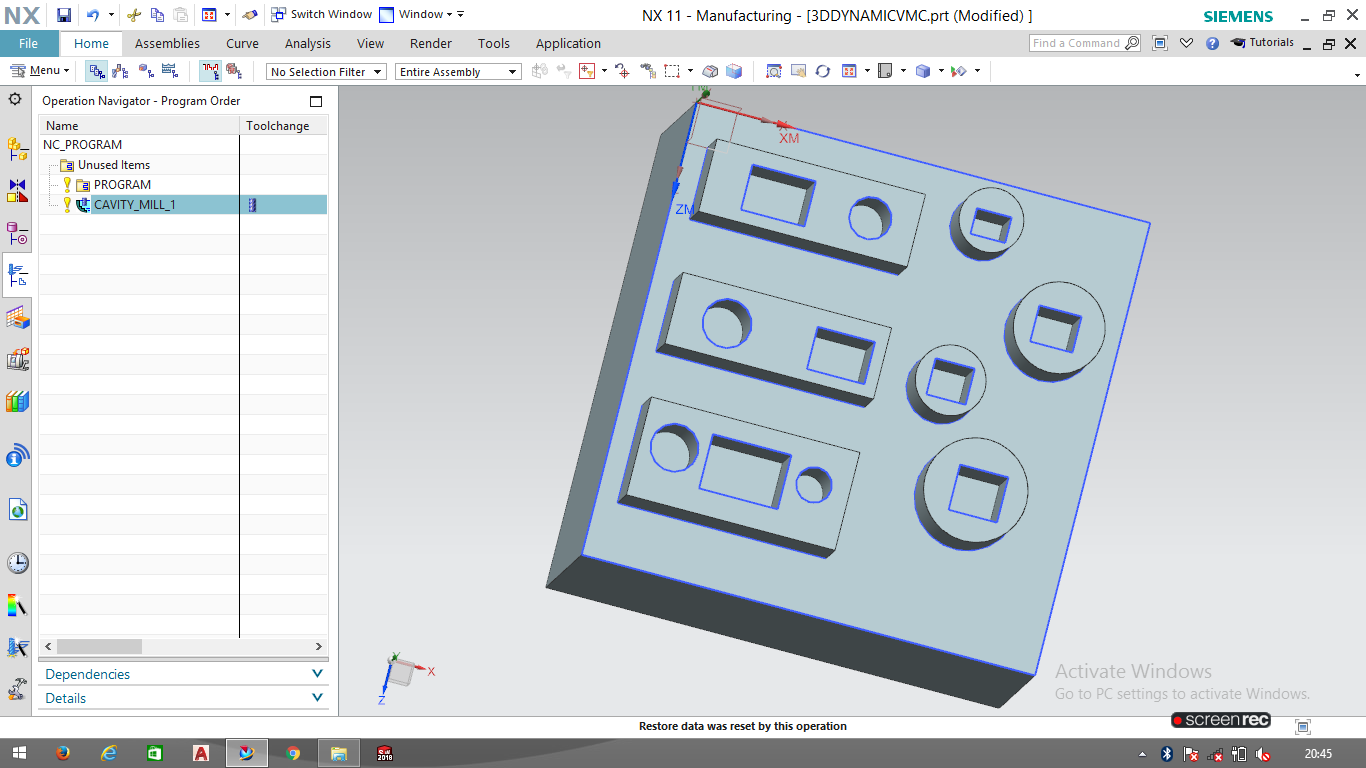 NX
Switch Window
Window
NX 11 - Manufacturing - [3DDYNAMICVMC.prt (Modified) ]
SIEMENS
File Home Assemblies Curve Analysis View Render Tools Application
Find a Command
Tutorials
Menu
No Selection Filter
Entire Assembly
Operation Navigator - Program Order
Name Toolchange
NC_PROGRAM
Unused Items
PROGRAM
CAVITY_MILL_1
Dependencies
Details
XM
ZM
X
Z
Activate Windows
Go to PC settings to activate Windows.
Restore data was reset by this operation
screenrec
20:45